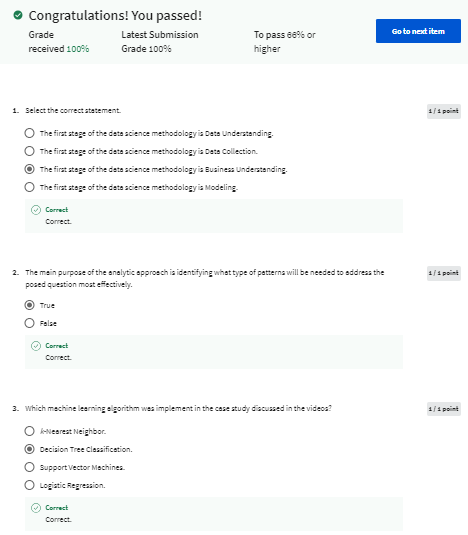 Congratulations! You passed!
Grade
received 100%
Latest Submission
Grade 100%
To pass 66% or
higher
Go to next item
1. Select the correct statement.
1 / 1 point
The first stage of the data science methodology is Data Understanding.
The first stage of the data science methodology is Data Collection.
The first stage of the data science methodology is Business Understanding.
The first stage of the data science methodology is Modeling.
Correct
Correct.
2. The main purpose of the analytic approach is identifying what type of patterns will be needed to address the
posed question most effectively.
1 / 1 point
True
False
Correct
Correct.
3. Which machine learning algorithm was implement in the case study discussed in the videos?
1 / 1 point
k-Nearest Neighbor.
Decision Tree Classification.
Support Vector Machines.
Logistic Regression.
Correct
Correct.